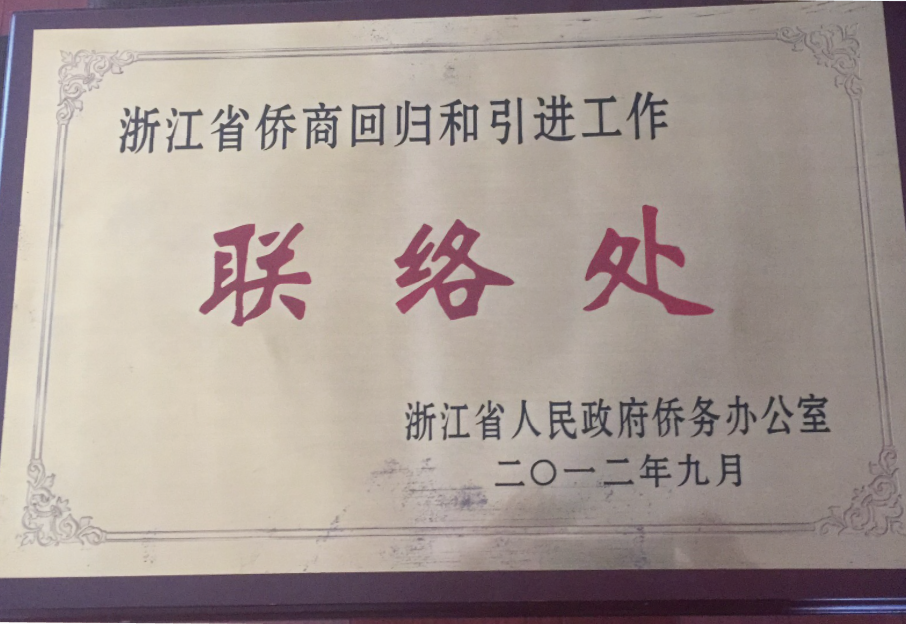 浙江省侨商回归和引进工作
联络处
浙江省人民政府侨务办公室
二〇一二年九月